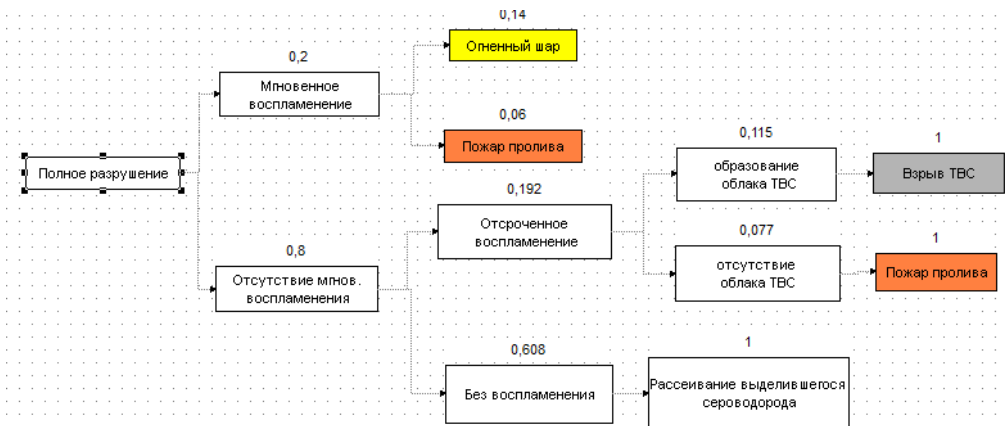 0,14
Огненный шар
0,2
Мгновенное
воспламенение
0,06
Пожар пролива
Полное разрушение
0,192
Отсроченное
воспламенение
0,115
образование
облака ТВС
1
Взрыв ТВС
0,077
отсутствие
облака ТВС
1
Пожар пролива
0,8
Отсутствие мгнов.
воспламенения
0,608
Без воспламенения
1
Рассеивание выделившегося
сероводорода